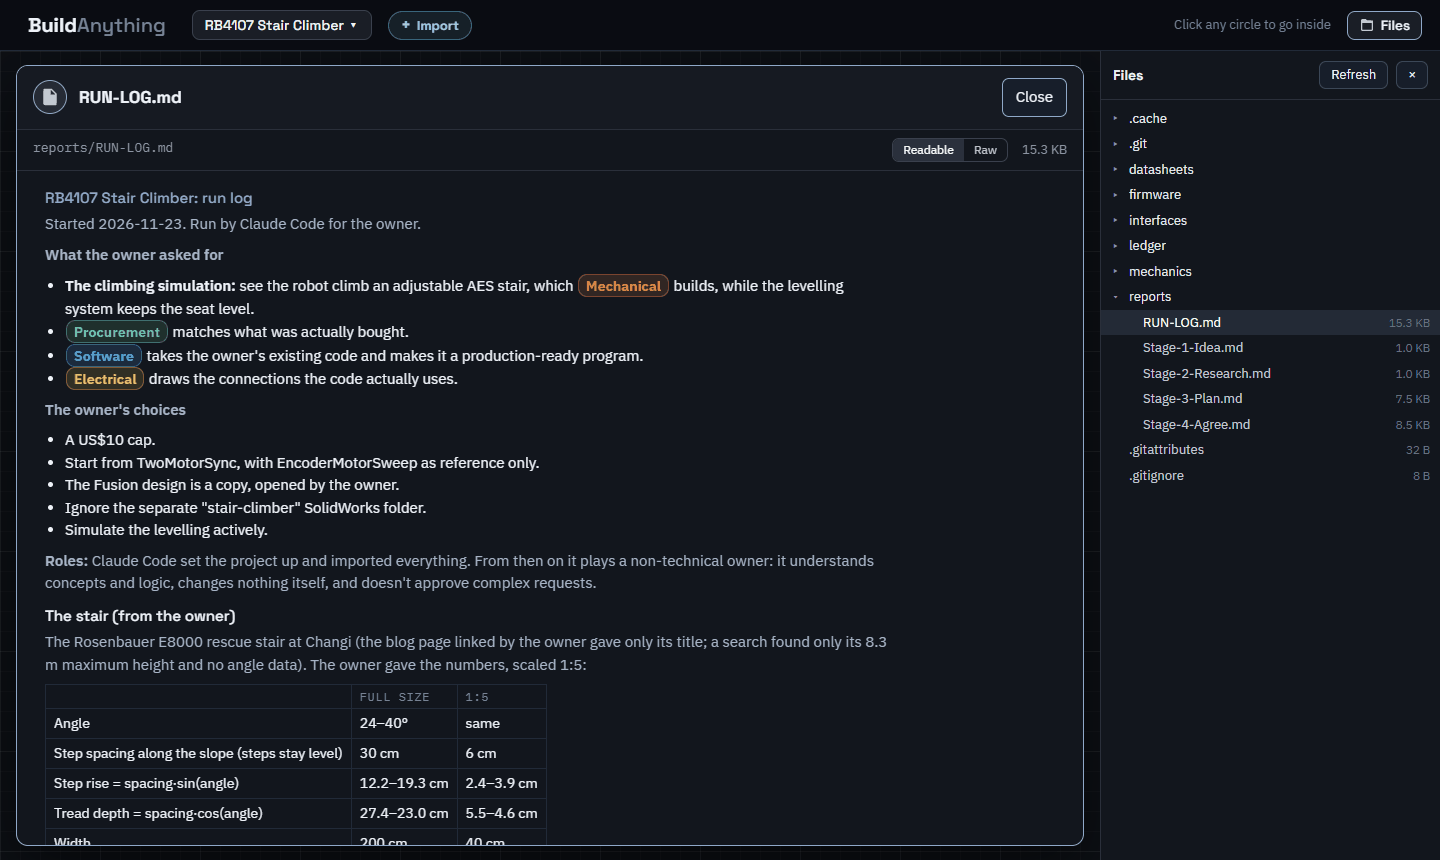 BuildAnything
RB4107 Stair Climber ▾
+ Import
Click any circle to go inside
Files
RUN-LOG.md
Close
reports/RUN-LOG.md
Readable
Raw
15.3 KB
RB4107 Stair Climber: run log
Started 2026-11-23. Run by Claude Code for the owner.
What the owner asked for
• The climbing simulation: see the robot climb an adjustable AES stair, which Mechanical builds, while the levelling
system keeps the seat level.
• Procurement matches what was actually bought.
• Software takes the owner's existing code and makes it a production-ready program.
• Electrical draws the connections the code actually uses.
The owner's choices
• A US$10 cap.
• Start from TwoMotorSync, with EncoderMotorSweep as reference only.
• The Fusion design is a copy, opened by the owner.
• Ignore the separate "stair-climber" SolidWorks folder.
• Simulate the levelling actively.
Roles: Claude Code set the project up and imported everything. From then on it plays a non-technical owner: it understands
concepts and logic, changes nothing itself, and doesn't approve complex requests.
The stair (from the owner)
The Rosenbauer E8000 rescue stair at Changi (the blog page linked by the owner gave only its title; a search found only its 8.3
m maximum height and no angle data). The owner gave the numbers, scaled 1:5:
FULL SIZE 1:5
Angle 24–40° same
Step spacing along the slope (steps stay level) 30 cm 6 cm
Step rise = spacing·sin(angle) 12.2–19.3 cm 2.4–3.9 cm
Tread depth = spacing·cos(angle) 27.4–23.0 cm 5.5–4.6 cm
Width 200 cm 40 cm
Files
Refresh
×
.cache
.git
datasheets
firmware
interfaces
ledger
mechanics
reports
RUN-LOG.md 15.3 KB
Stage-1-Idea.md 1.0 KB
Stage-2-Research.md 1.0 KB
Stage-3-Plan.md 7.5 KB
Stage-4-Agree.md 8.5 KB
.gitattributes 32 B
.gitignore 8 B